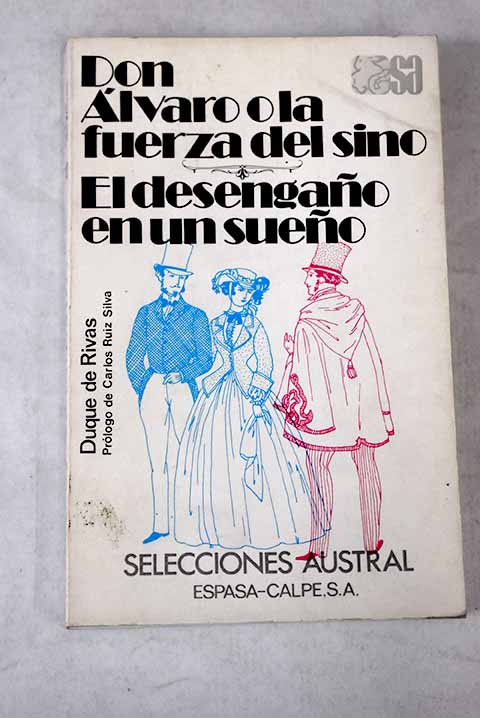 Don
Álvaro o la
fuerza del sino
El desengaño
en un sueño
Duque de Rivas
Prólogo de Carlos Ruiz Silva
SELECCIONES AUSTRAL
ESPASA-CALPE, S.A.